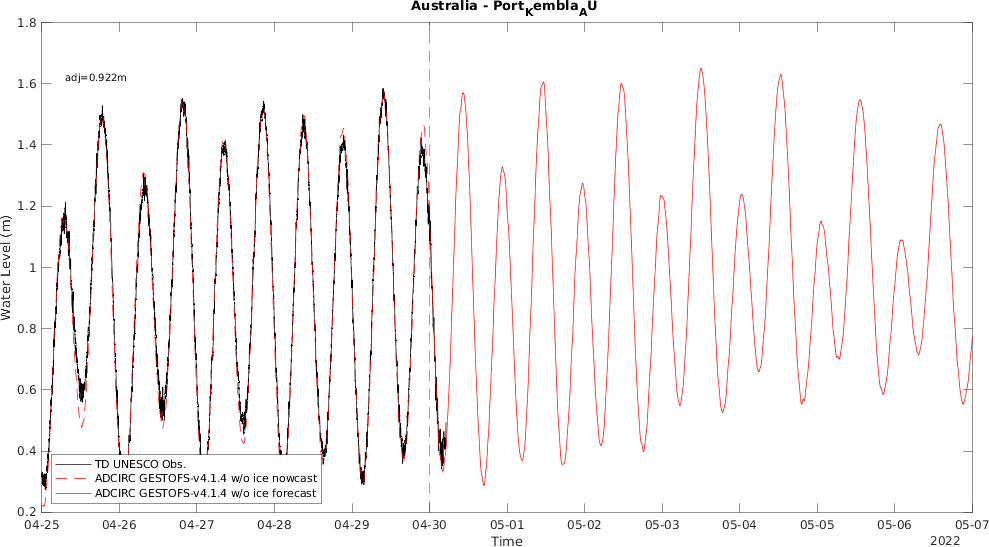 Australia - Port_Kembla_AU
adj=0.922m
Water Level (m)
1.8
1.6
1.4
1.2
1
0.8
0.6
0.4
0.2
TD UNESCO Obs.
ADCIRC GESTOFS-v4.1.4 w/o ice nowcast
ADCIRC GESTOFS-v4.1.4 w/o ice forecast
04-25 04-26 04-27 04-28 04-29 04-30 05-01 05-02 05-03 05-04 05-05 05-06 05-07
Time
2022